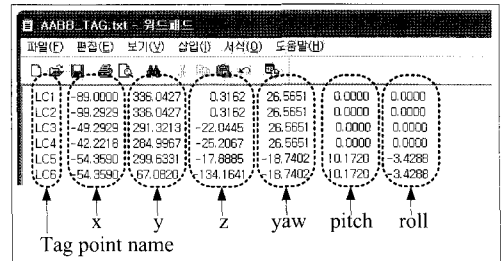 AABB_TAG.txt - 워드패드
파일(F) 편집(E) 보기(V) 삽입(I) 서식(O) 도움말(H)
LC1 -89.0000 336.0427 0.3162 26.5651 0.0000 0.0000
LC2 -99.2929 336.0427 0.3162 26.5651 0.0000 0.0000
LC3 -49.2929 291.3213 -22.0445 26.5651 0.0000 0.0000
LC4 -42.2218 284.9967 -25.2067 26.5651 0.0000 0.0000
LC5 -54.3590 299.6331 -17.8885 -18.7402 10.1720 -3.4288
LC6 -54.3590 67.0820 -134.1641 -18.7402 10.1720 -3.4288
x y z yaw pitch roll
Tag point name